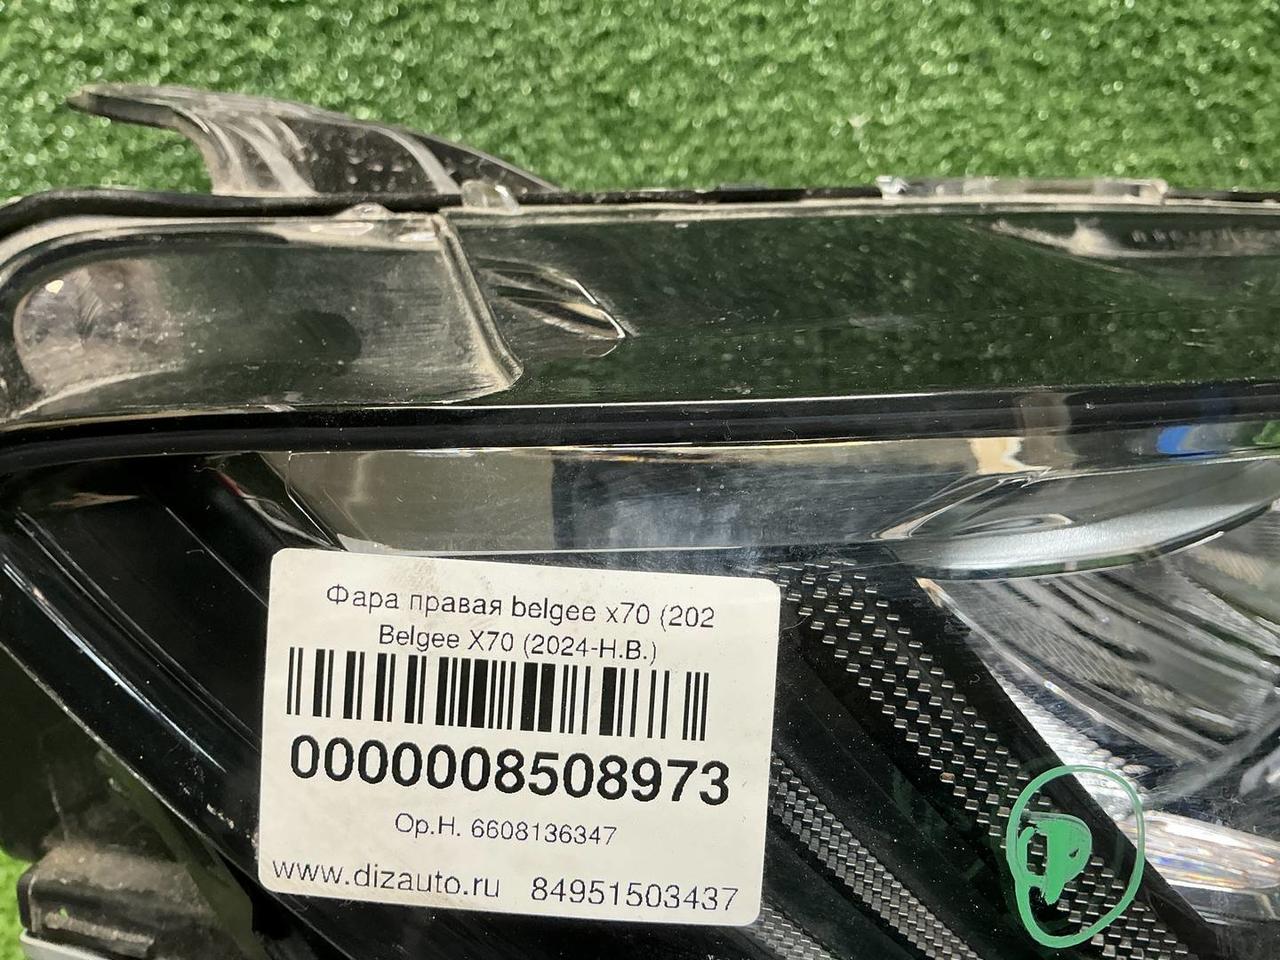 Фара правая belgee x70 (202
Belgee X70 (2024-Н.В.)
0000008508973
Ор.Н. 6608136347
www.dizauto.ru 84951503437